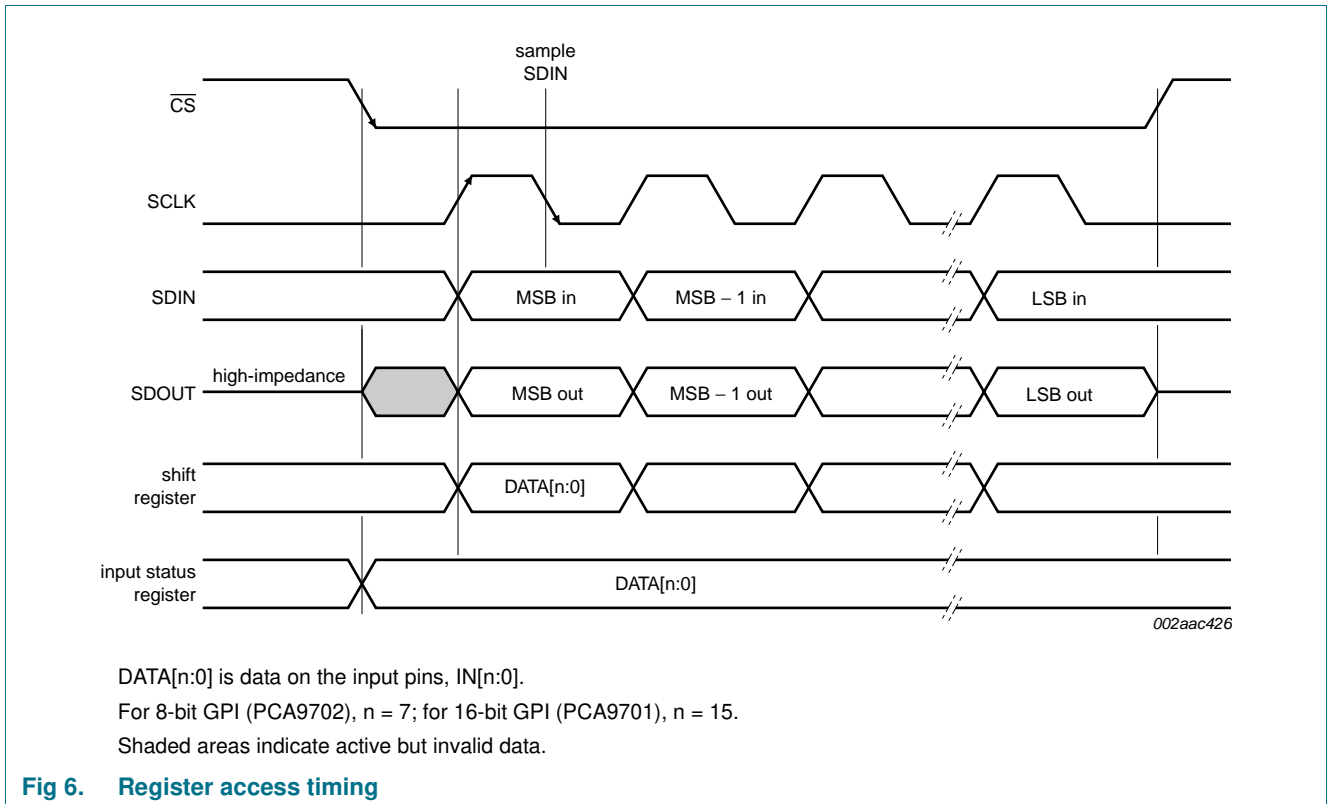 sample
SDIN
CS
SCLK
SDIN
MSB in
MSB − 1 in
LSB in
high-impedance
SDOUT
MSB out
MSB − 1 out
LSB out
shift
register
DATA[n:0]
input status
register
DATA[n:0]
002aac426
DATA[n:0] is data on the input pins, IN[n:0].
For 8-bit GPI (PCA9702), n = 7; for 16-bit GPI (PCA9701), n = 15.
Shaded areas indicate active but invalid data.
Fig 6. Register access timing